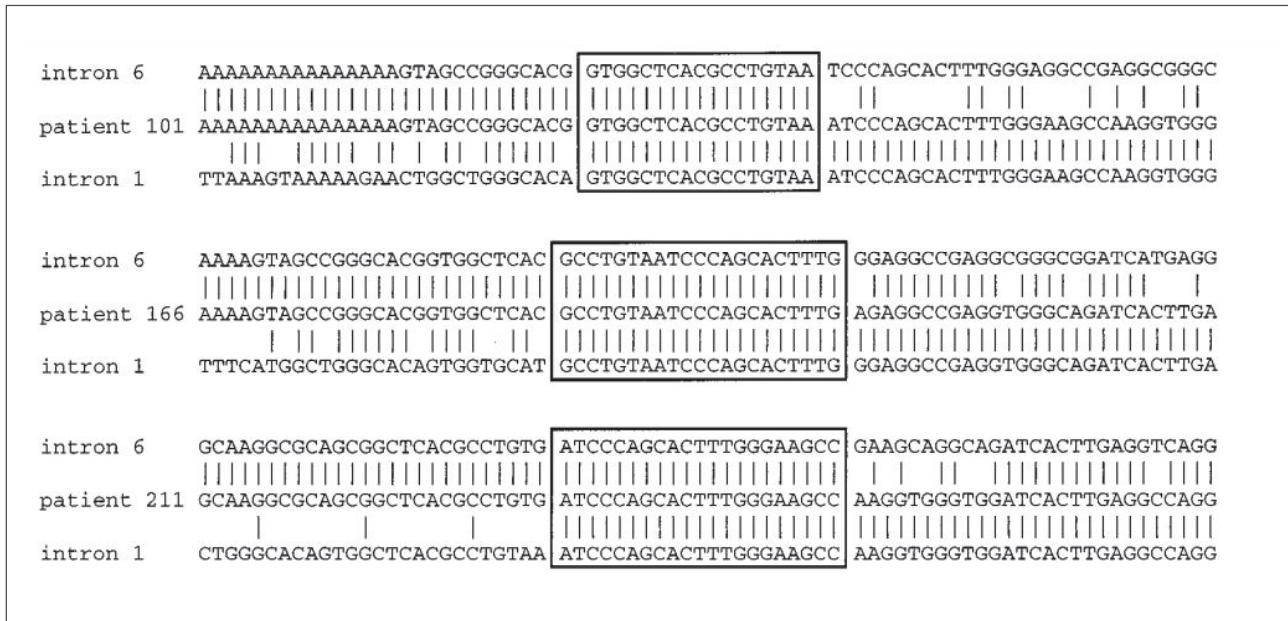 intron 6 AAAAAAAAAAAAAAAAGTAGCCGGGCACG GTGGCTCACGCCTGTAA TCCCAGCACTTTGGGAGGCCGAGGCGGGC
patient 101 AAAAAAAAAAAAAAAAGTAGCCGGGCACG GTGGCTCACGCCTGTAA ATCCCAGCACTTTGGGAAGCCAAGGTGGG
intron 1 TTAAAGTAAAAAGAACTGGCTGGGCACA GTGGCTCACGCCTGTAA ATCCCAGCACTTTGGGAAGCCAAGGTGGG
intron 6 AAAAGTAGCCGGGCACGGTGGCTCAC GCCTGTAATCCCAGCACTTTG GGAGGCCGAGGCGGGCGGATCATGAGG
patient 166 AAAAGTAGCCGGGCACGGTGGCTCAC GCCTGTAATCCCAGCACTTTG AGAGGCCGAGGTGGGCAGATCACTTGA
intron 1 TTTCATGGCTGGGCACAGTGGTGCAT GCCTGTAATCCCAGCACTTTG GGAGGCCGAGGTGGGCAGATCACTTGA
intron 6 GCAAGGCGCAGCGGCTCACGCCTGTG ATCCCAGCACTTTGGGAAGCC GAAGCAGGCAGATCACTTGAGGTCAGG
patient 211 GCAAGGCGCAGCGGCTCACGCCTGTG ATCCCAGCACTTTGGGAAGCC AAGGTGGGTGGATCACTTGAGGCCAGG
intron 1 CTGGGCACAGTGGCTCACGCCTGTAA ATCCCAGCACTTTGGGAAGCC AAGGTGGGTGGATCACTTGAGGCCAGG